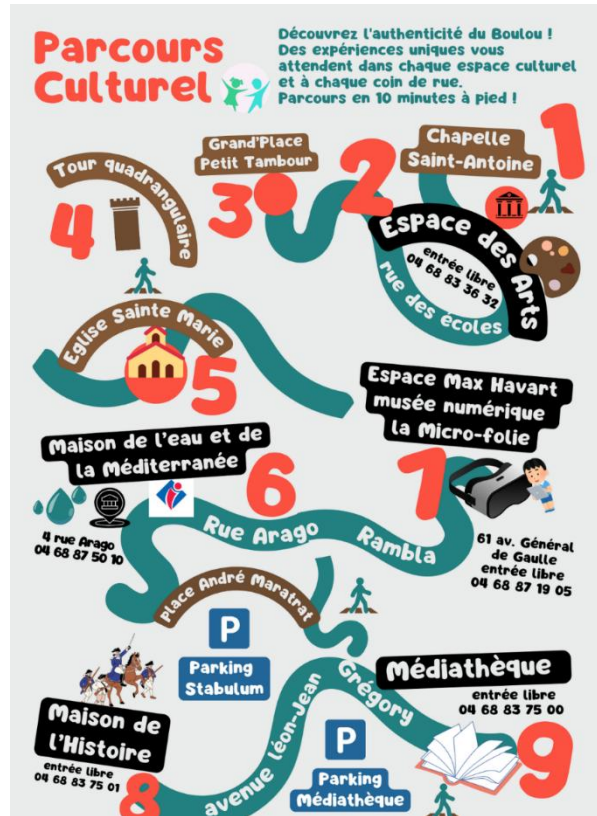 Parcours
Culturel
Découvrez l'authenticité du Boulou !
Des expériences uniques vous
attendent dans chaque espace culturel
et à chaque coin de rue.
Parcours en 10 minutes à pied !
1
Chapelle
Saint-Antoine
2
Espace des Arts
entrée libre
04 68 83 36 32
rue des écoles
Grand'Place
Petit Tambour
3
Tour quadrangulaire
4
Eglise Sainte Marie
5
Maison de l'eau et de
la Méditerranée
6
4 rue Arago
04 68 87 50 10
Rue Arago
Rambla
Espace Max Havart
musée numérique
la Micro-folie
7
61 av. Général
de Gaulle
entrée libre
04 68 87 19 05
Place André Maratrat
P
Parking
Stabulum
Maison de
l'Histoire
entrée libre
04 68 83 75 01
8
avenue léon-Jean
Grégory
P
Parking
Médiathèque
Médiathèque
entrée libre
04 68 83 75 00
9